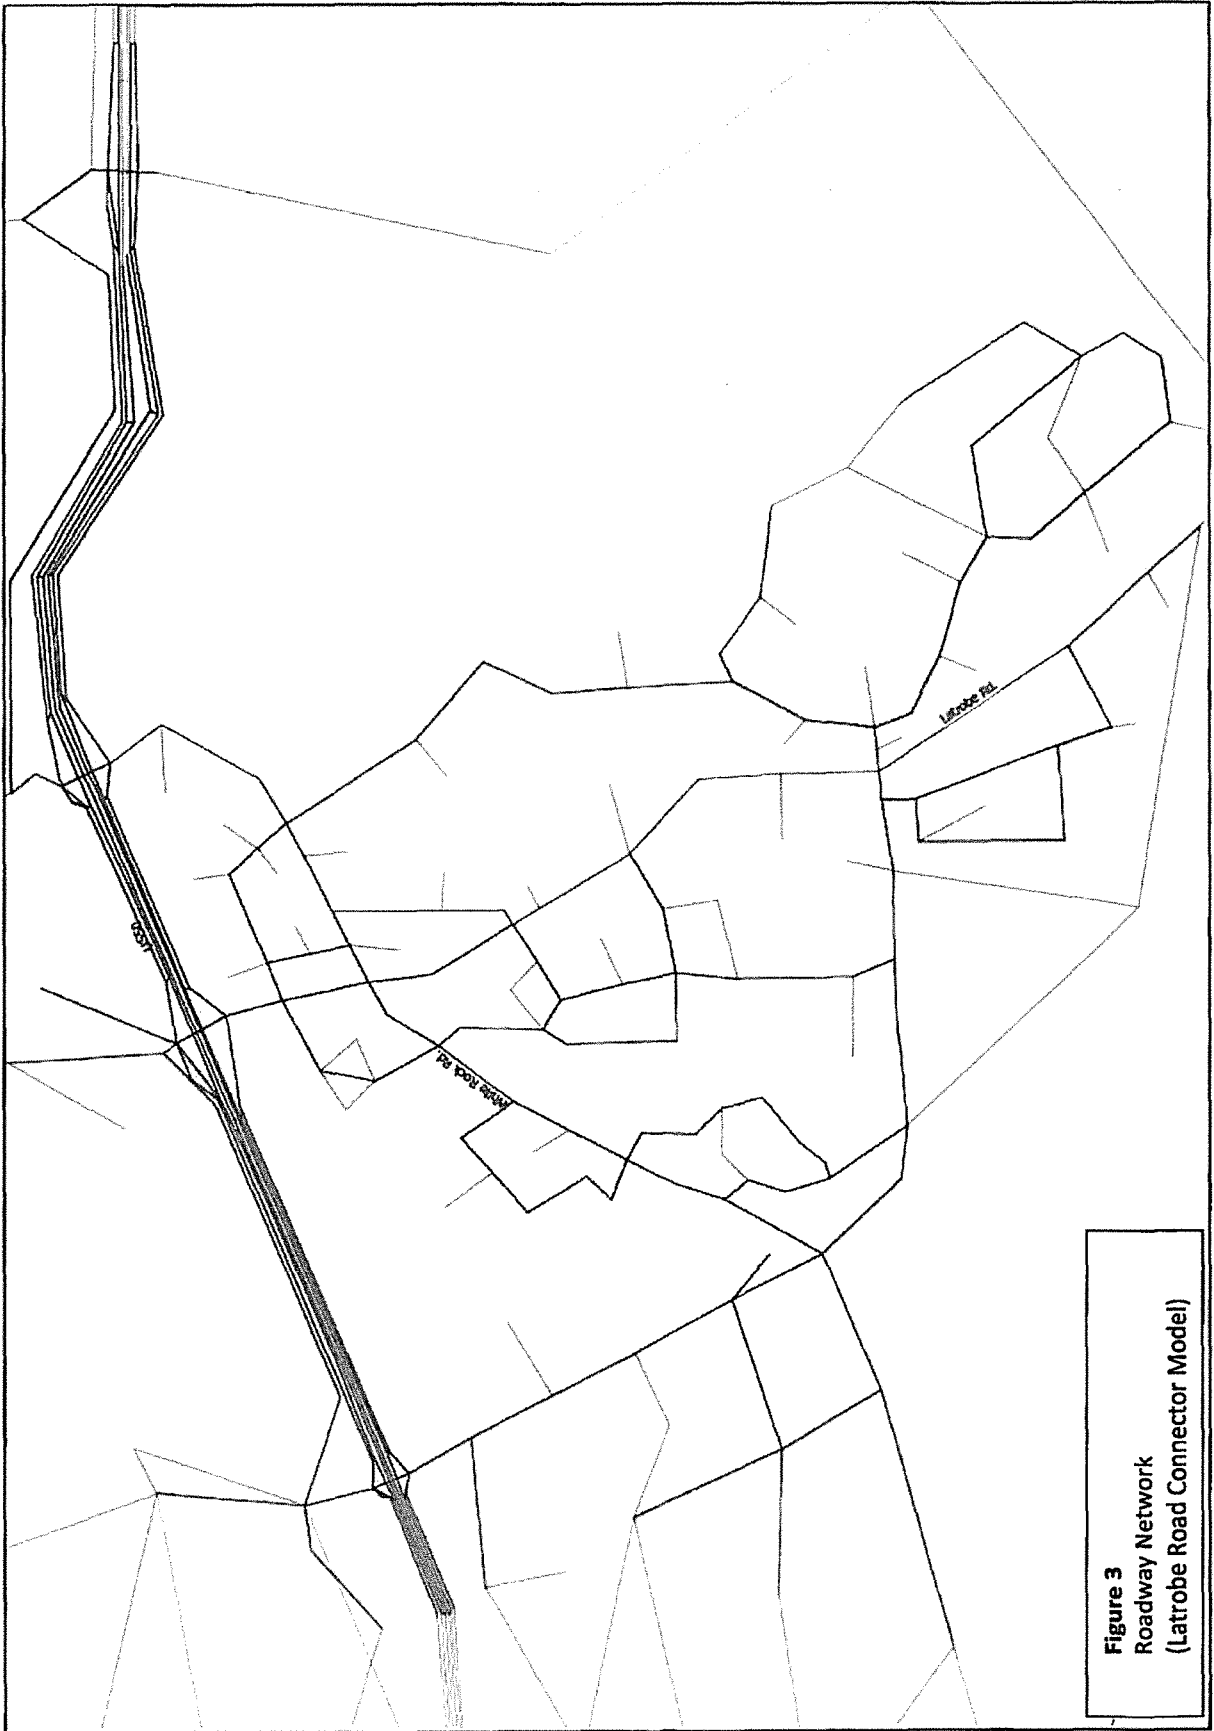 US50
Latrobe Rd.
White Rock Rd.
Figure 3
Roadway Network
(Latrobe Road Connector Model)